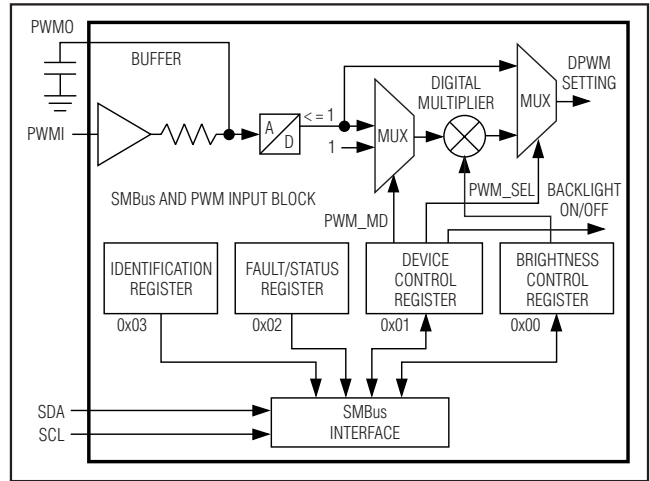 PWMO
BUFFER
PWMI
A
D
<= 1
1
MUX
DIGITAL
MULTIPLIER
MUX
DPWM
SETTING
SMBus AND PWM INPUT BLOCK
PWM_MD
PWM_SEL
BACKLIGHT
ON/OFF
IDENTIFICATION
REGISTER
0x03
FAULT/STATUS
REGISTER
0x02
DEVICE
CONTROL
REGISTER
0x01
BRIGHTNESS
CONTROL
REGISTER
0x00
SDA
SCL
SMBus
INTERFACE